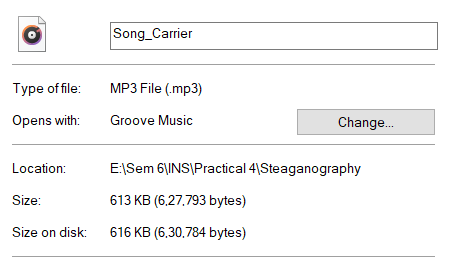 Song_Carrier
Type of file: MP3 File (.mp3)
Opens with: Groove Music Change...
Location: E:\Sem 6\INS\Practical 4\Steaganography
Size: 613 KB (6,27,793 bytes)
Size on disk: 616 KB (6,30,784 bytes)